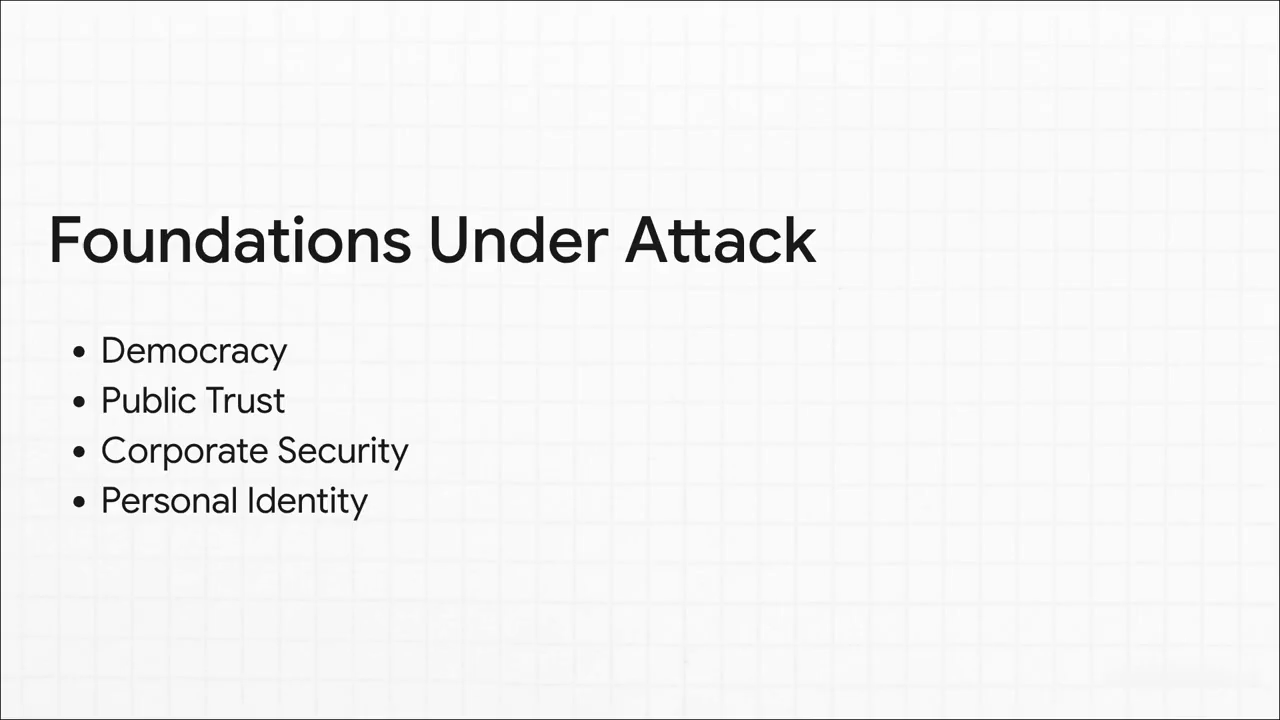 Foundations Under Attack
• Democracy
• Public Trust
• Corporate Security
• Personal Identity